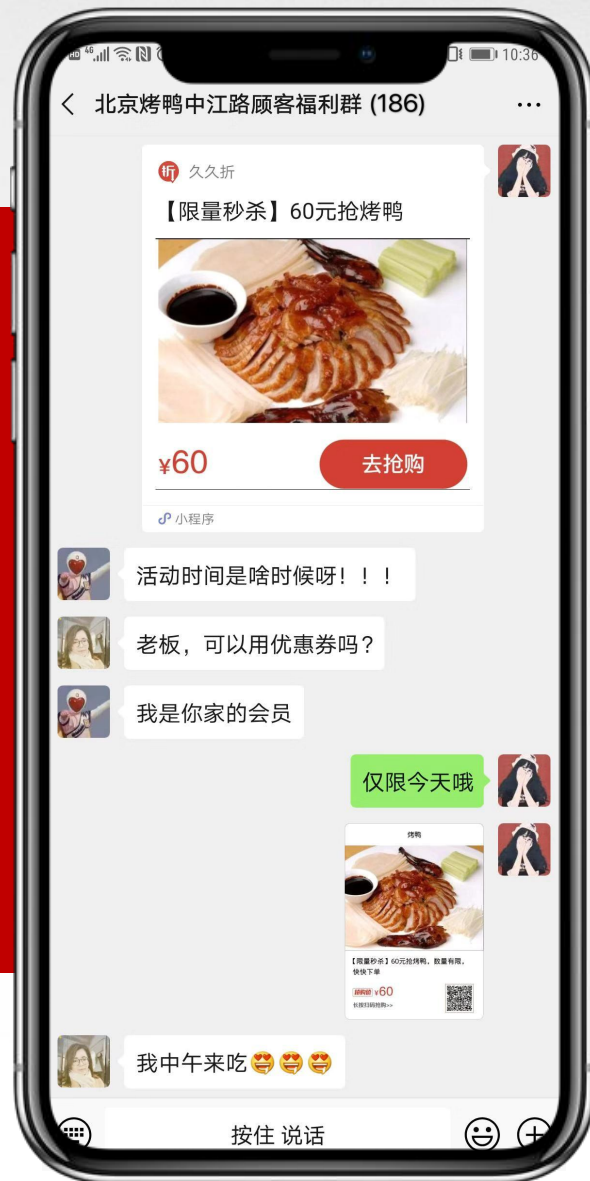 HD 46 10:36
北京烤鸭中江路顾客福利群 (186)
折 久久折
【限量秒杀】60元抢烤鸭
¥60 去抢购
小程序
活动时间是啥时候呀！！！
老板，可以用优惠券吗？
我是你家的会员
仅限今天哦
烤鸭
【限量秒杀】60元抢烤鸭，数量有限，
快快下单
¥60
长按扫码抢购>>
我中午来吃😍😍😍
按住 说话